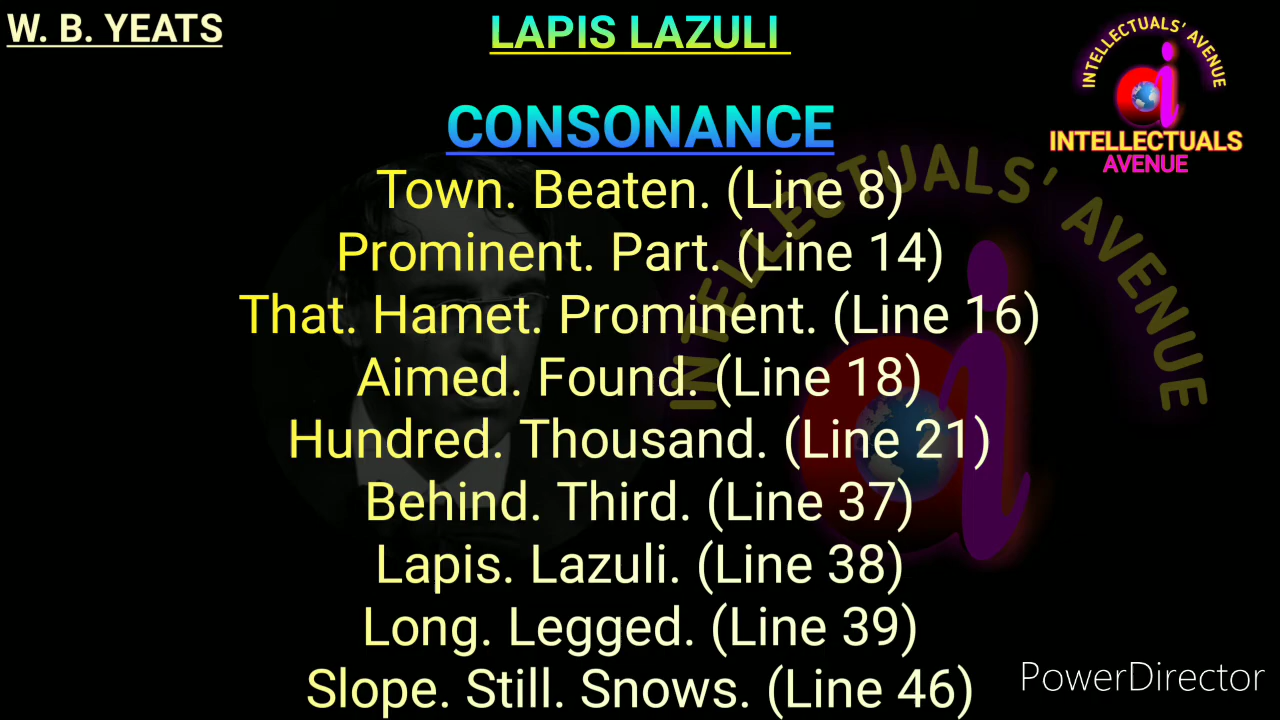 W. B. YEATS
LAPIS LAZULI
INTELLECTUALS' AVENUE
INTELLECTUALS
AVENUE
CONSONANCE
Town. Beaten. (Line 8)
Prominent. Part. (Line 14)
That. Hamet. Prominent. (Line 16)
Aimed. Found. (Line 18)
Hundred. Thousand. (Line 21)
Behind. Third. (Line 37)
Lapis. Lazuli. (Line 38)
Long. Legged. (Line 39)
Slope. Still. Snows. (Line 46)
INTELLECTUALS' AVENUE
PowerDirector